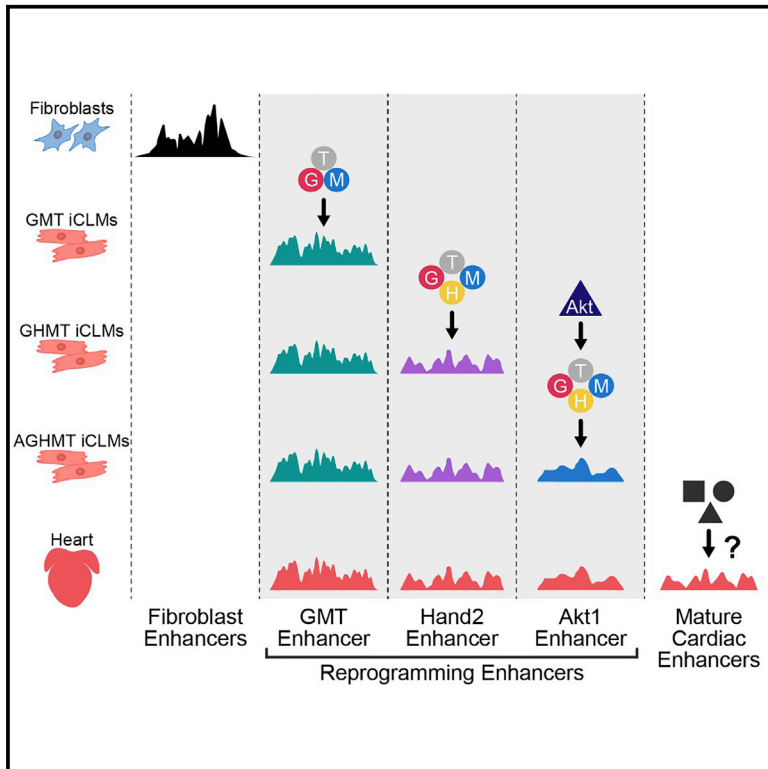 Fibroblasts
T
G M
GMT iCLMs
T
G M
H
Akt
GHMT iCLMs
T
G M
H
AGHMT iCLMs
Heart
?
Fibroblast
Enhancers
GMT
Enhancer
Hand2
Enhancer
Akt1
Enhancer
Mature
Cardiac
Enhancers
Reprogramming Enhancers